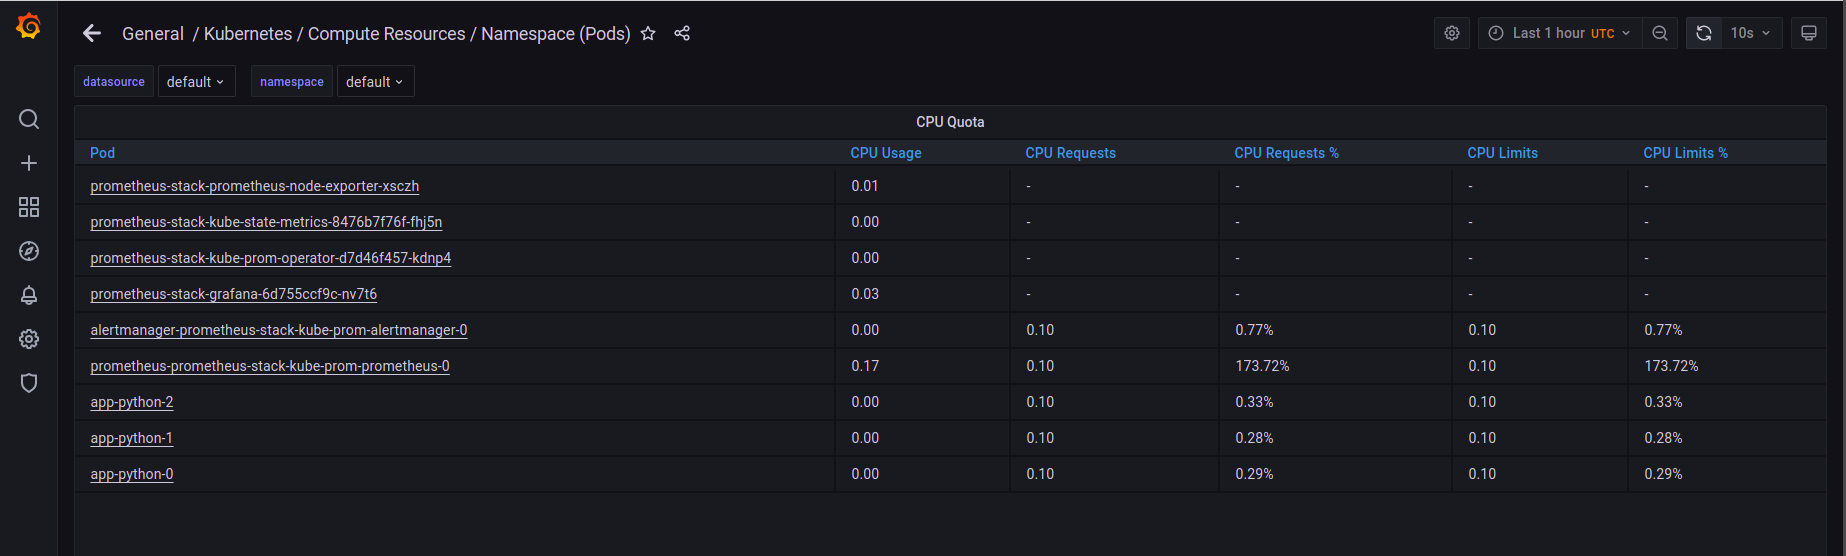 General / Kubernetes / Compute Resources / Namespace (Pods) Last 1 hour UTC 10s
datasource default namespace default
CPU Quota
Pod CPU Usage CPU Requests CPU Requests % CPU Limits CPU Limits %
prometheus-stack-prometheus-node-exporter-xsczh 0.01 - - - -
prometheus-stack-kube-state-metrics-8476b7f76f-fhj5n 0.00 - - - -
prometheus-stack-kube-prom-operator-d7d46f457-kdnp4 0.00 - - - -
prometheus-stack-grafana-6d755ccf9c-nv7t6 0.03 - - - -
alertmanager-prometheus-stack-kube-prom-alertmanager-0 0.00 0.10 0.77% 0.10 0.77%
prometheus-prometheus-stack-kube-prom-prometheus-0 0.17 0.10 173.72% 0.10 173.72%
app-python-2 0.00 0.10 0.33% 0.10 0.33%
app-python-1 0.00 0.10 0.28% 0.10 0.28%
app-python-0 0.00 0.10 0.29% 0.10 0.29%